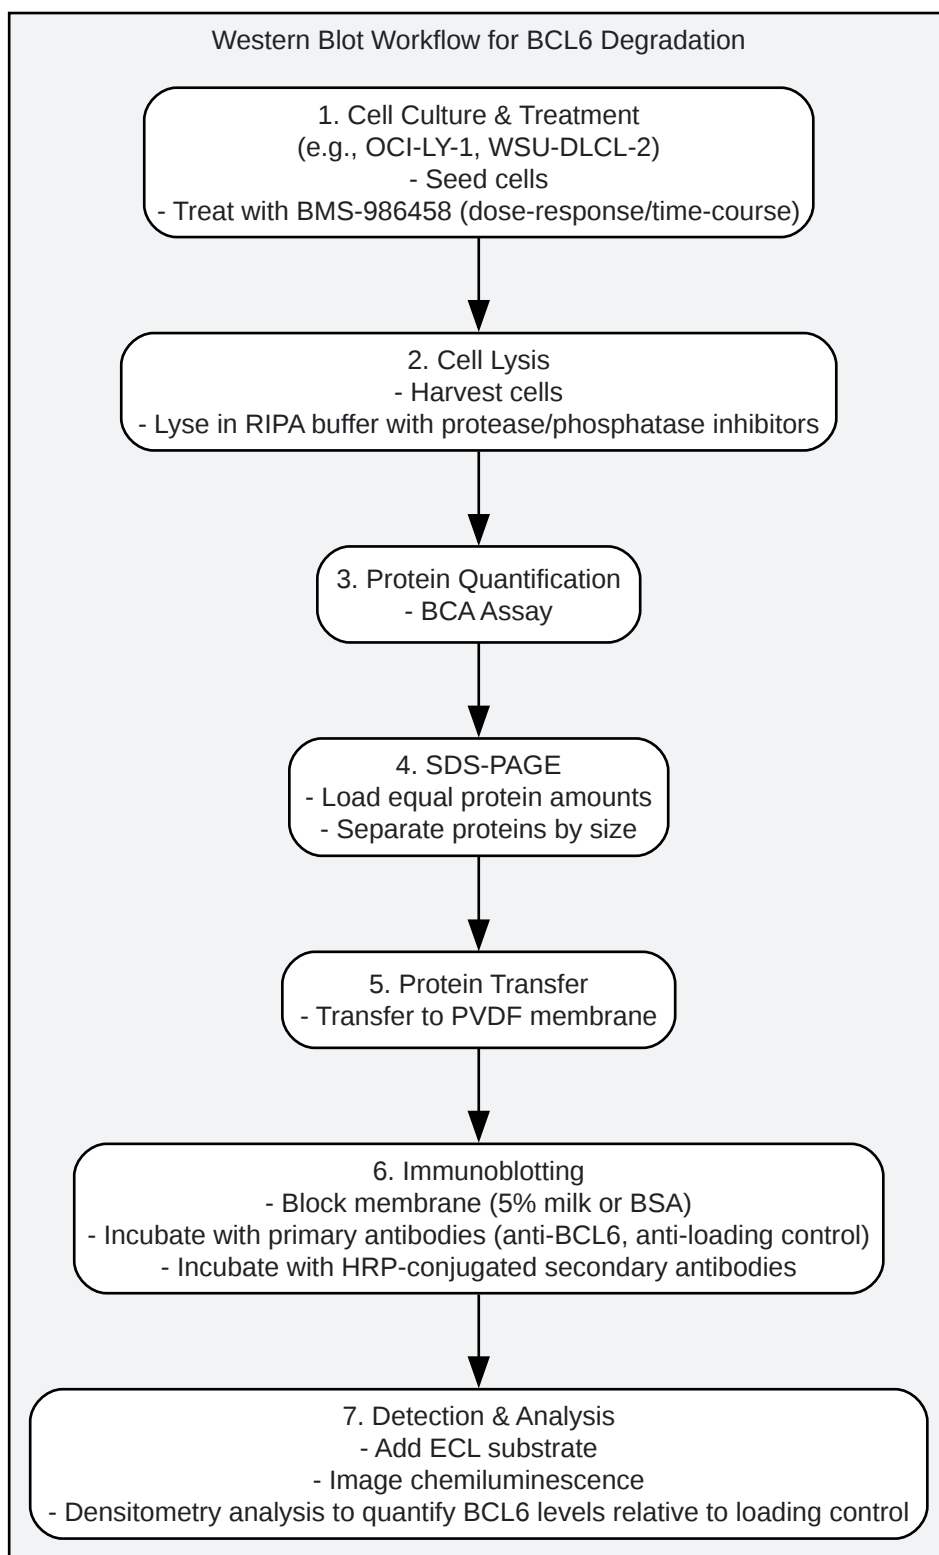 Western Blot Workflow for BCL6 Degradation
1. Cell Culture & Treatment
(e.g., OCI-LY-1, WSU-DLCL-2)
- Seed cells
- Treat with BMS-986458 (dose-response/time-course)
2. Cell Lysis
- Harvest cells
- Lyse in RIPA buffer with protease/phosphatase inhibitors
3. Protein Quantification
- BCA Assay
4. SDS-PAGE
- Load equal protein amounts
- Separate proteins by size
5. Protein Transfer
- Transfer to PVDF membrane
6. Immunoblotting
- Block membrane (5% milk or BSA)
- Incubate with primary antibodies (anti-BCL6, anti-loading control)
- Incubate with HRP-conjugated secondary antibodies
7. Detection & Analysis
- Add ECL substrate
- Image chemiluminescence
- Densitometry analysis to quantify BCL6 levels relative to loading control